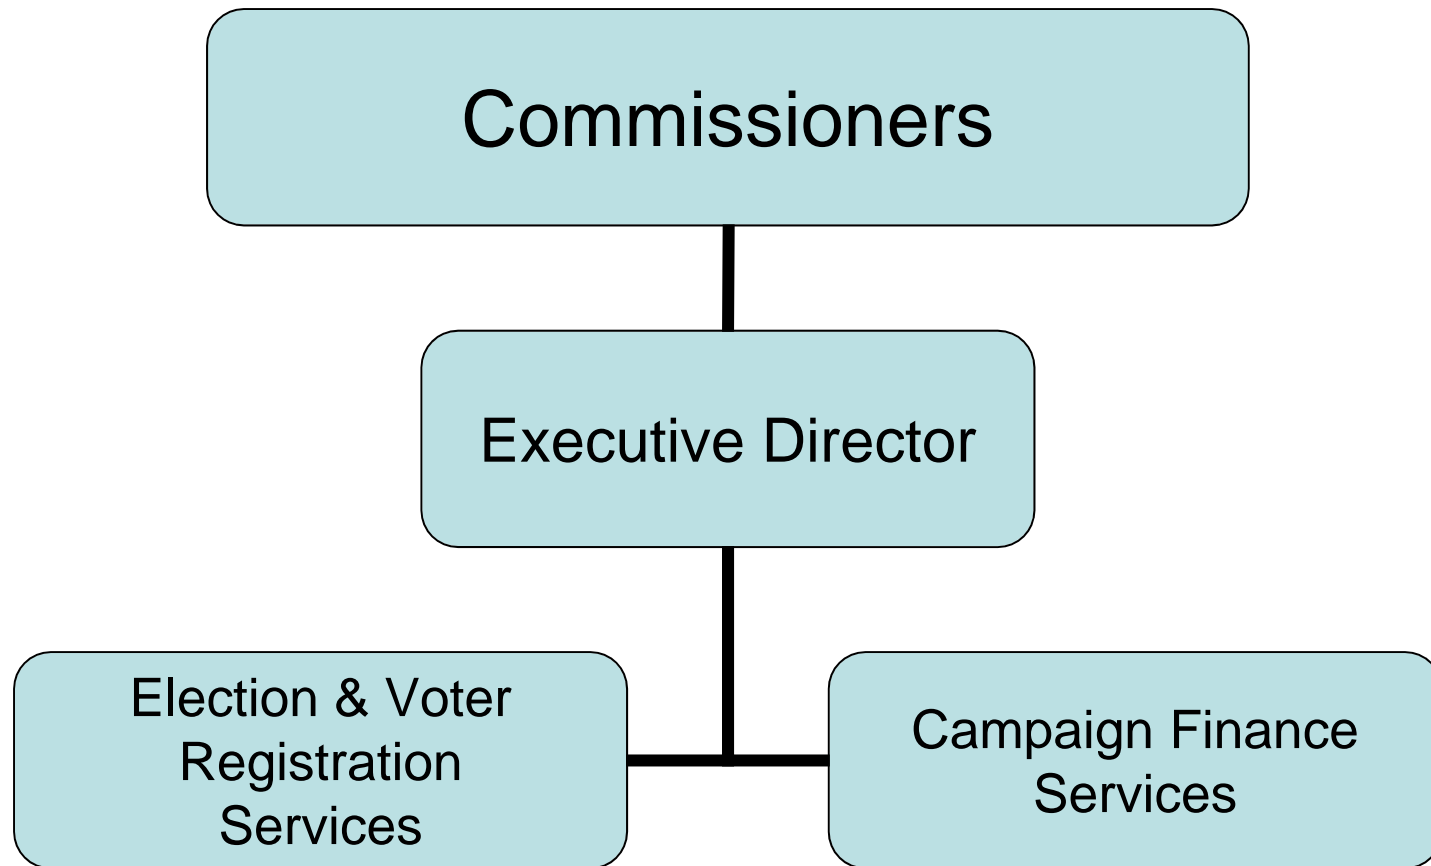 Commissioners
Executive Director
Election & Voter
Registration
Services
Campaign Finance
Services